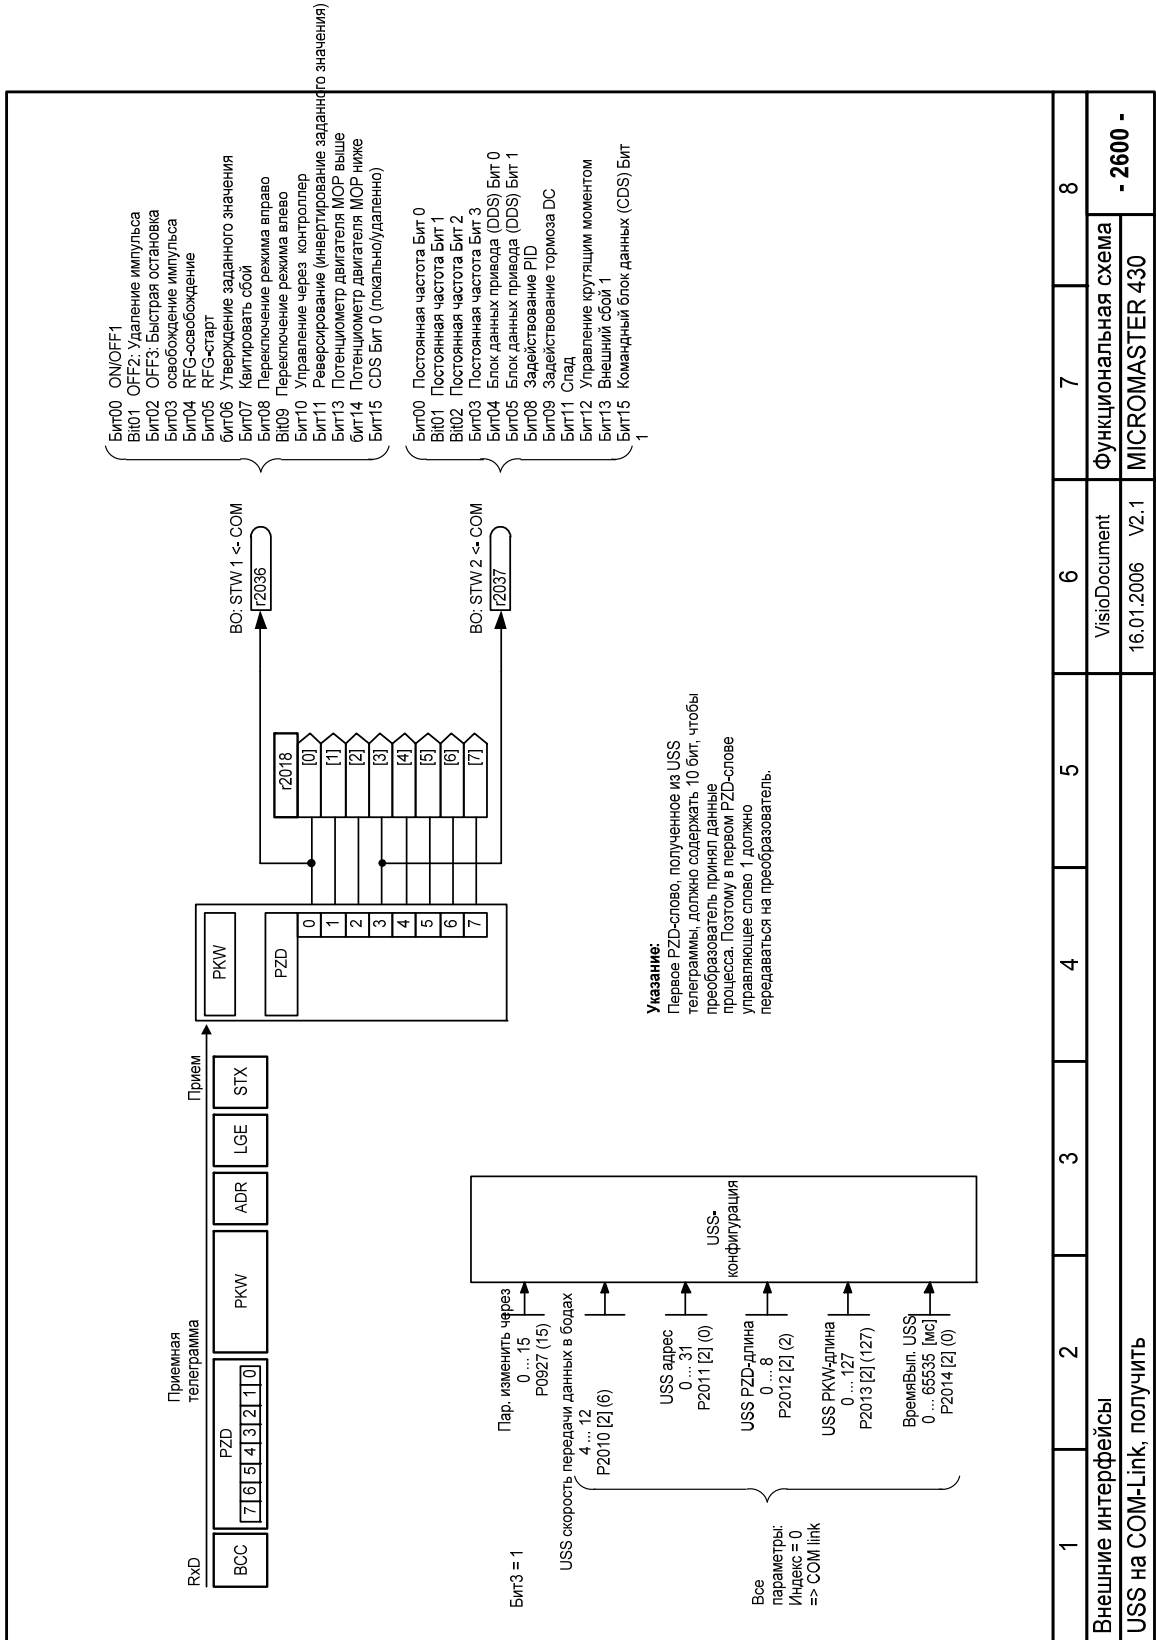 RxD
Приемная
телеграмма
Прием
BCC
PZD
7 6 5 4 3 2 1 0
PKW
ADR
LGE
STX
PKW
PZD
0
1
2
3
4
5
6
7
r2018
[0]
[1]
[2]
[3]
[4]
[5]
[6]
[7]
BO: STW 1 <- COM
r2036
BO: STW 2 <- COM
r2037
Бит00 ON/OFF1
Bit01 OFF2: Удаление импульса
Бит02 OFF3: Быстрая остановка
Бит03 освобождение импульса
Бит04 RFG-освобождение
Бит05 RFG-старт
бит06 Утверждение заданного значения
Бит07 Квитировать сбой
Бит08 Переключение режима вправо
Bit09 Переключение режима влево
Бит10 Управление через контроллер
Бит11 Реверсирование (инвертирование заданного значения)
Бит13 Потенциометр двигателя MOP выше
бит14 Потенциометр двигателя MOP ниже
Бит15 CDS Бит 0 (локально/удаленно)
Бит00 Постоянная частота Бит 0
Bit01 Постоянная частота Бит 1
Bit02 Постоянная частота Бит 2
Бит03 Постоянная частота Бит 3
Бит04 Блок данных привода (DDS) Бит 0
Бит05 Блок данных привода (DDS) Бит 1
Бит08 Задействование PID
Бит09 Задействование тормоза DC
Бит11 Спад
Бит12 Управление крутящим моментом
Бит13 Внешний сбой 1
Бит15 Командный блок данных (CDS) Бит
1
Бит3 = 1
Пар. изменить через
0 ... 15
P0927 (15)
USS скорость передачи данных в бодах
4 ... 12
P2010 [2] (6)
USS адрес
0 ... 31
P2011 [2] (0)
USS PZD-длина
0 ... 8
P2012 [2] (2)
USS PKW-длина
0 ... 127
P2013 [2] (127)
ВремяВып. USS
0 ... 65535 [мс]
P2014 [2] (0)
Все
параметры:
Индекс = 0
=> COM link
USS-
конфигурация
Указание:
Первое PZD-слово, полученное из USS
телеграммы, должно содержать 10 бит, чтобы
преобразователь принял данные
процесса. Поэтому в первом PZD-слове
управляющее слово 1 должно
передаваться на преобразователь.
1 2 3 4 5 6 7 8
Внешние интерфейсы
VisioDocument
Функциональная схема
- 2600 -
USS на COM-Link, получить
16.01.2006 V2.1
MICROMASTER 430